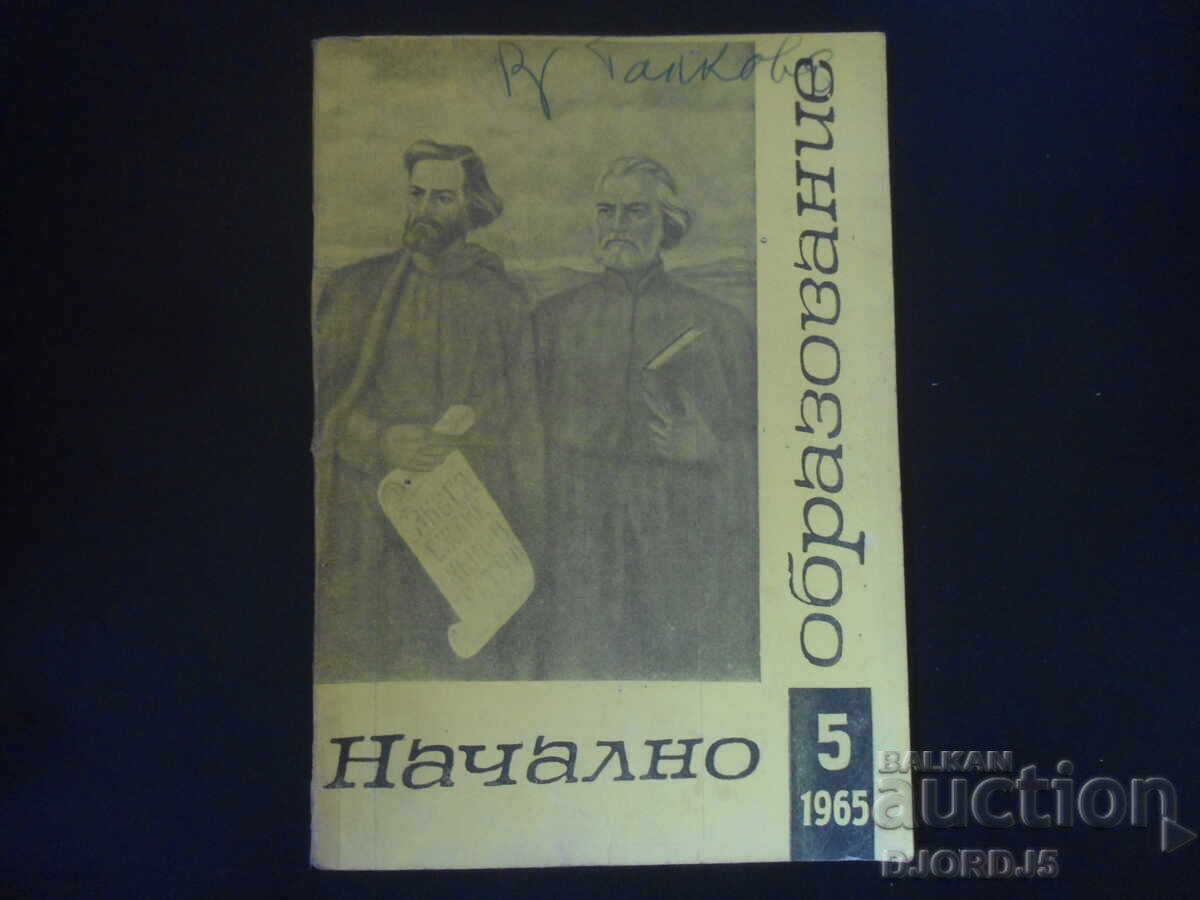 Начално
образование
5
1965
BALKAN
auction
DJORDJ5